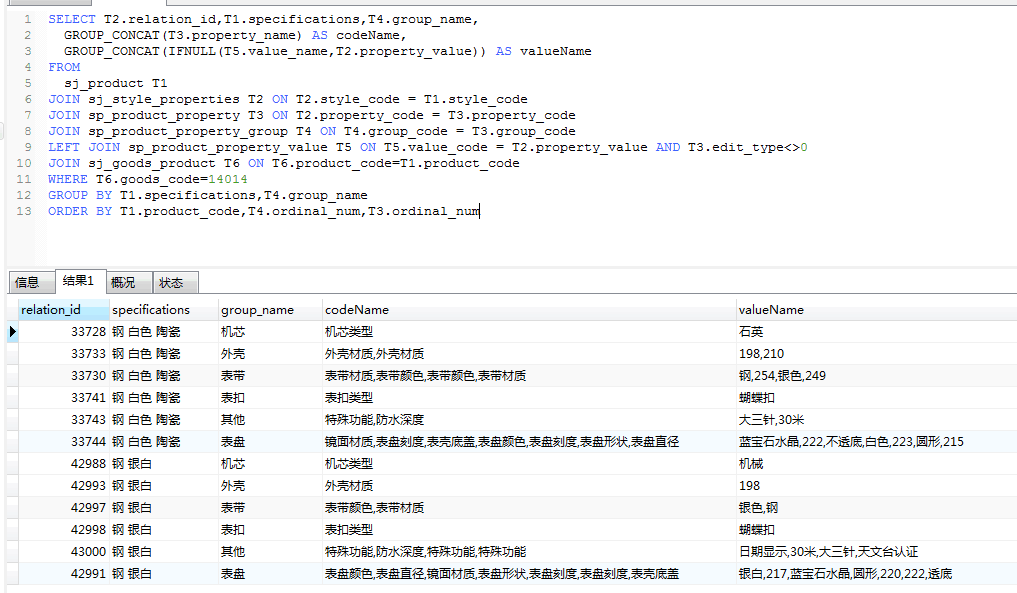 1 SELECT T2.relation_id,T1.specifications,T4.group_name,
2 GROUP_CONCAT(T3.property_name) AS codeName,
3 GROUP_CONCAT(IFNULL(T5.value_name,T2.property_value)) AS valueName
4 FROM
5 sj_product T1
6 JOIN sj_style_properties T2 ON T2.style_code = T1.style_code
7 JOIN sp_product_property T3 ON T2.property_code = T3.property_code
8 JOIN sp_product_property_group T4 ON T4.group_code = T3.group_code
9 LEFT JOIN sp_product_property_value T5 ON T5.value_code = T2.property_value AND T3.edit_type<>0
10 JOIN sj_goods_product T6 ON T6.product_code=T1.product_code
11 WHERE T6.goods_code=14014
12 GROUP BY T1.specifications,T4.group_name
13 ORDER BY T1.product_code,T4.ordinal_num,T3.ordinal_num
信息 结果1 概况 状态
relation_id specifications group_name codeName valueName
33728 钢 白色 陶瓷 机芯 机芯类型 石英
33733 钢 白色 陶瓷 外壳 外壳材质,外壳材质 198,210
33730 钢 白色 陶瓷 表带 表带材质,表带颜色,表带颜色,表带材质 钢,254,银色,249
33741 钢 白色 陶瓷 表扣 表扣类型 蝴蝶扣
33743 钢 白色 陶瓷 其他 特殊功能,防水深度 大三针,30米
33744 钢 白色 陶瓷 表盘 镜面材质,表盘刻度,表壳底盖,表盘颜色,表盘刻度,表盘形状,表盘直径 蓝宝石水晶,222,不透底,白色,223,圆形,215
42988 钢 银白 机芯 机芯类型 机械
42993 钢 银白 外壳 外壳材质 198
42997 钢 银白 表带 表带颜色,表带材质 银色,钢
42998 钢 银白 表扣 表扣类型 蝴蝶扣
43000 钢 银白 其他 特殊功能,防水深度,特殊功能,特殊功能 日期显示,30米,大三针,天文台认证
42991 钢 银白 表盘 表盘颜色,表盘直径,镜面材质,表盘形状,表盘刻度,表盘刻度,表壳底盖 银白,217,蓝宝石水晶,圆形,220,222,透底